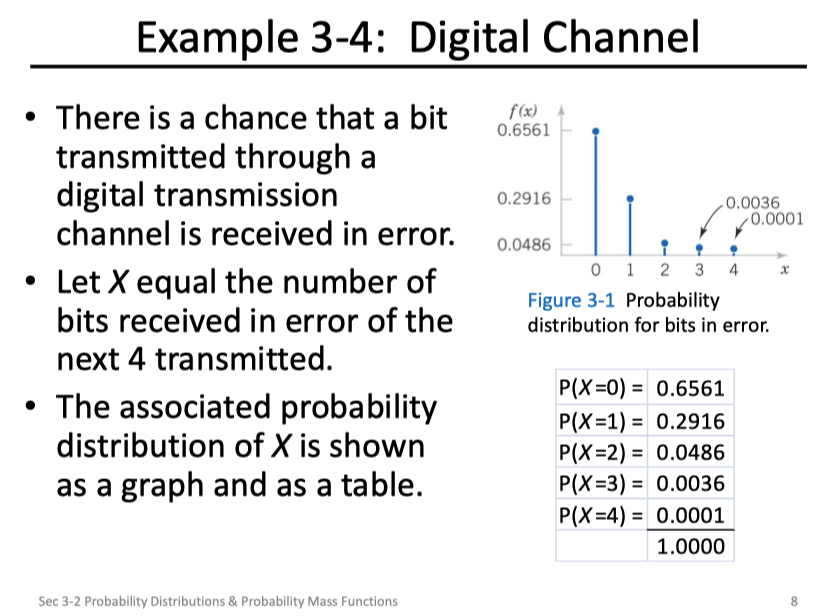 Example 3-4: Digital Channel
• There is a chance that a bit
transmitted through a
digital transmission
channel is received in error.
• Let X equal the number of
bits received in error of the
next 4 transmitted.
• The associated probability
distribution of X is shown
as a graph and as a table.
f(x)
0.6561
0.2916
0.0036
0.0001
0.0486
0 1 2 3 4 x
Figure 3-1 Probability
distribution for bits in error.
P(X=0) = 0.6561
P(X=1) = 0.2916
P(X=2) = 0.0486
P(X=3) = 0.0036
P(X=4) = 0.0001
1.0000
Sec 3-2 Probability Distributions & Probability Mass Functions
8